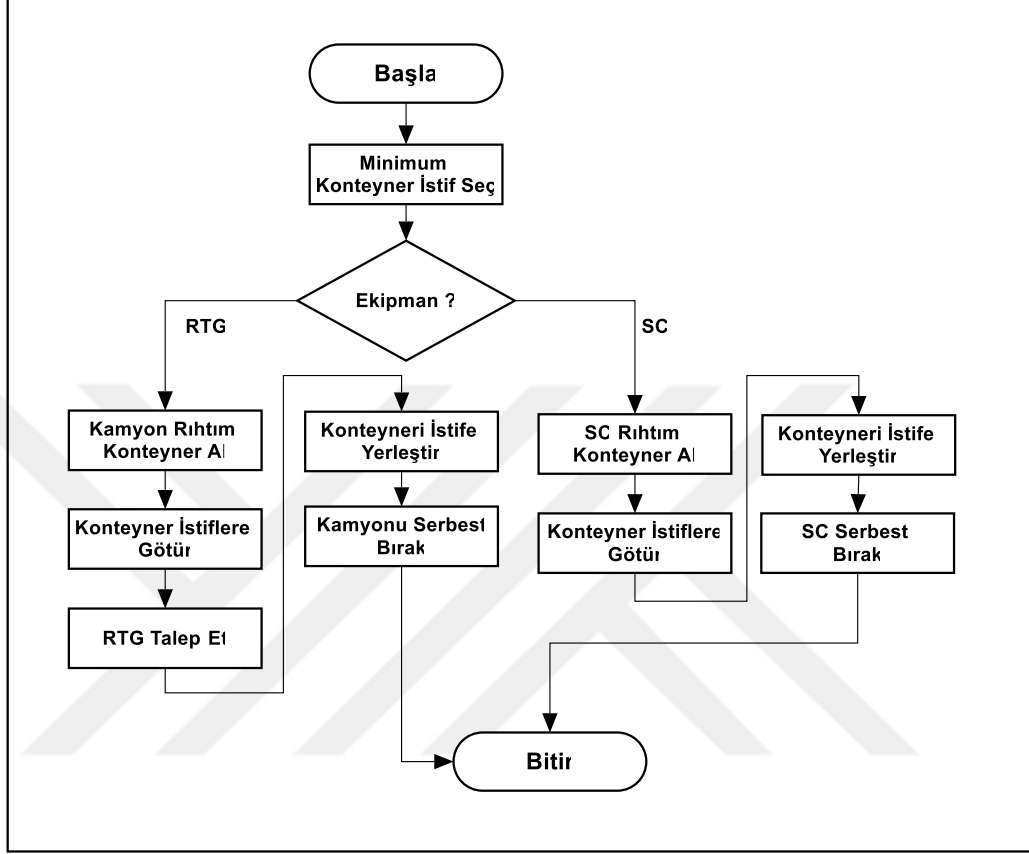 Başla
Minimum
Konteyner İstif Seç
Ekipman ?
RTG
SC
Kamyon Rıhtım
Konteyner Al
Konteyner İstiflere
Götür
RTG Talep Et
Konteyneri İstife
Yerleştir
Kamyonu Serbest
Bırak
SC Rıhtım
Konteyner Al
Konteyner İstiflere
Götür
Konteyneri İstife
Yerleştir
SC Serbest
Bırak
Bitir